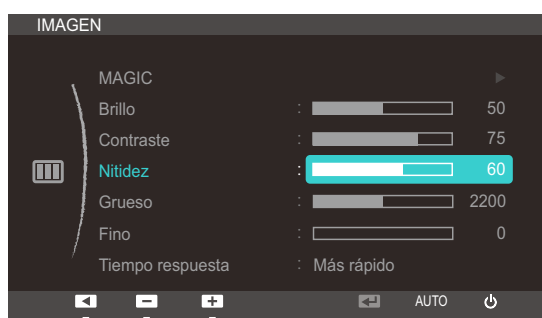 IMAGEN
MAGIC
Brillo : 50
Contraste : 75
Nitidez : 60
Grueso : 2200
Fino : 0
Tiempo respuesta : Más rápido
AUTO